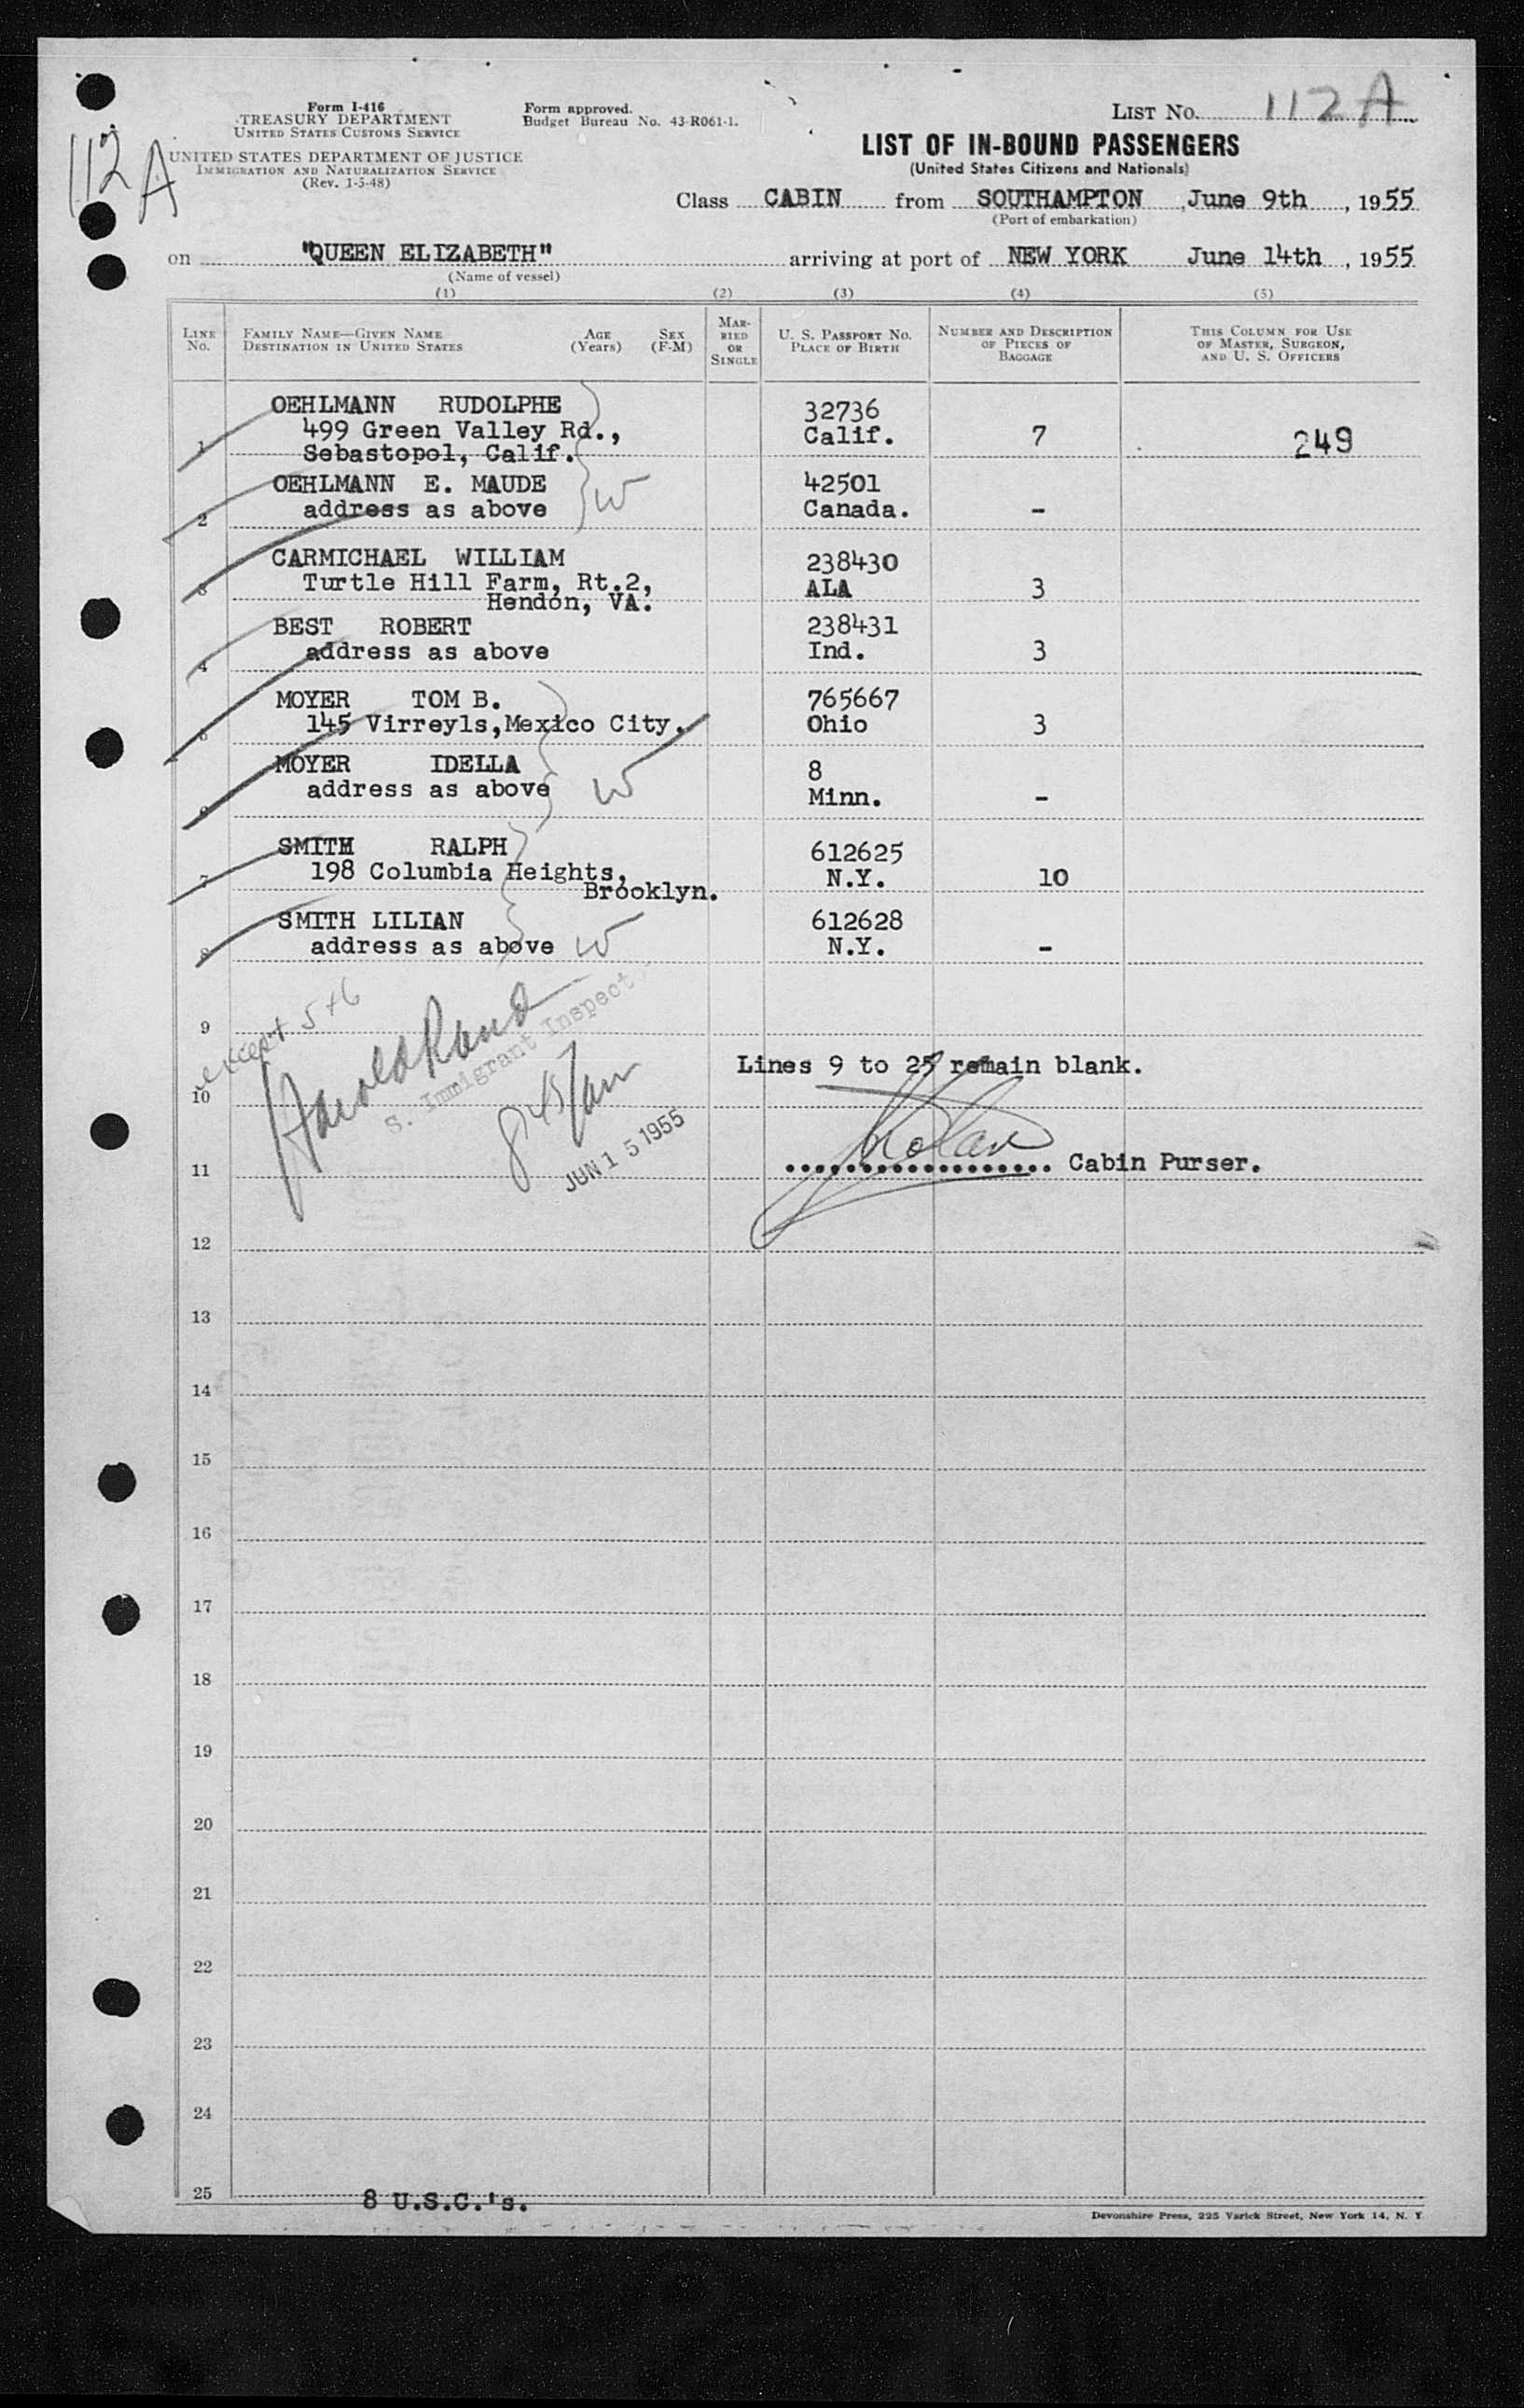 Form I-416
TREASURY DEPARTMENT
UNITED STATES CUSTOMS SERVICE
UNITED STATES DEPARTMENT OF JUSTICE
IMMIGRATION AND NATURALIZATION SERVICE
(Rev. 1-5-48)
Form approved.
Budget Bureau No. 43-R061-1.
LIST NO. 112A
112 A
LIST OF IN-BOUND PASSENGERS
(United States Citizens and Nationals)
Class CABIN from SOUTHAMPTON, June 9th, 1955
(Port of embarkation)
on "QUEEN ELIZABETH" arriving at port of NEW YORK June 14th, 1955
(Name of vessel)
(1) (2) (3) (4) (5)
LINE NO. FAMILY NAME—GIVEN NAME DESTINATION IN UNITED STATES AGE (Years) SEX (F-M) MARRIED OR SINGLE U. S. PASSPORT NO. PLACE OF BIRTH NUMBER AND DESCRIPTION OF PIECES OF BAGGAGE THIS COLUMN FOR USE OF MASTER, SURGEON, AND U. S. OFFICERS
OEHLMANN RUDOLPHE 32736
1 499 Green Valley Rd., Calif. 7 249
Sebastopol, Calif.
OEHLMANN E. MAUDE 42501
2 address as above W Canada. -
CARMICHAEL WILLIAM 238430
3 Turtle Hill Farm, Rt.2, ALA 3
Hendon, VA.
BEST ROBERT 238431
4 address as above Ind. 3
MOYER TOM B. 765667
5 145 Virreyls, Mexico City. Ohio 3
MOYER IDELLA 8
6 address as above W Minn. -
SMITH RALPH 612625
7 198 Columbia Heights, N.Y. 10
Brooklyn.
SMITH LILIAN 612628
8 address as above W N.Y. -
except 5+6
9
Harold Rand
S. Immigrant Inspect
Lines 9 to 25 remain blank.
10
845/am
JUN 15 1955
11 .................. Cabin Purser.
12
13
14
15
16
17
18
19
20
21
22
23
24
25 8 U.S.C.'s.
Devonshire Press, 225 Varick Street, New York 14, N. Y.